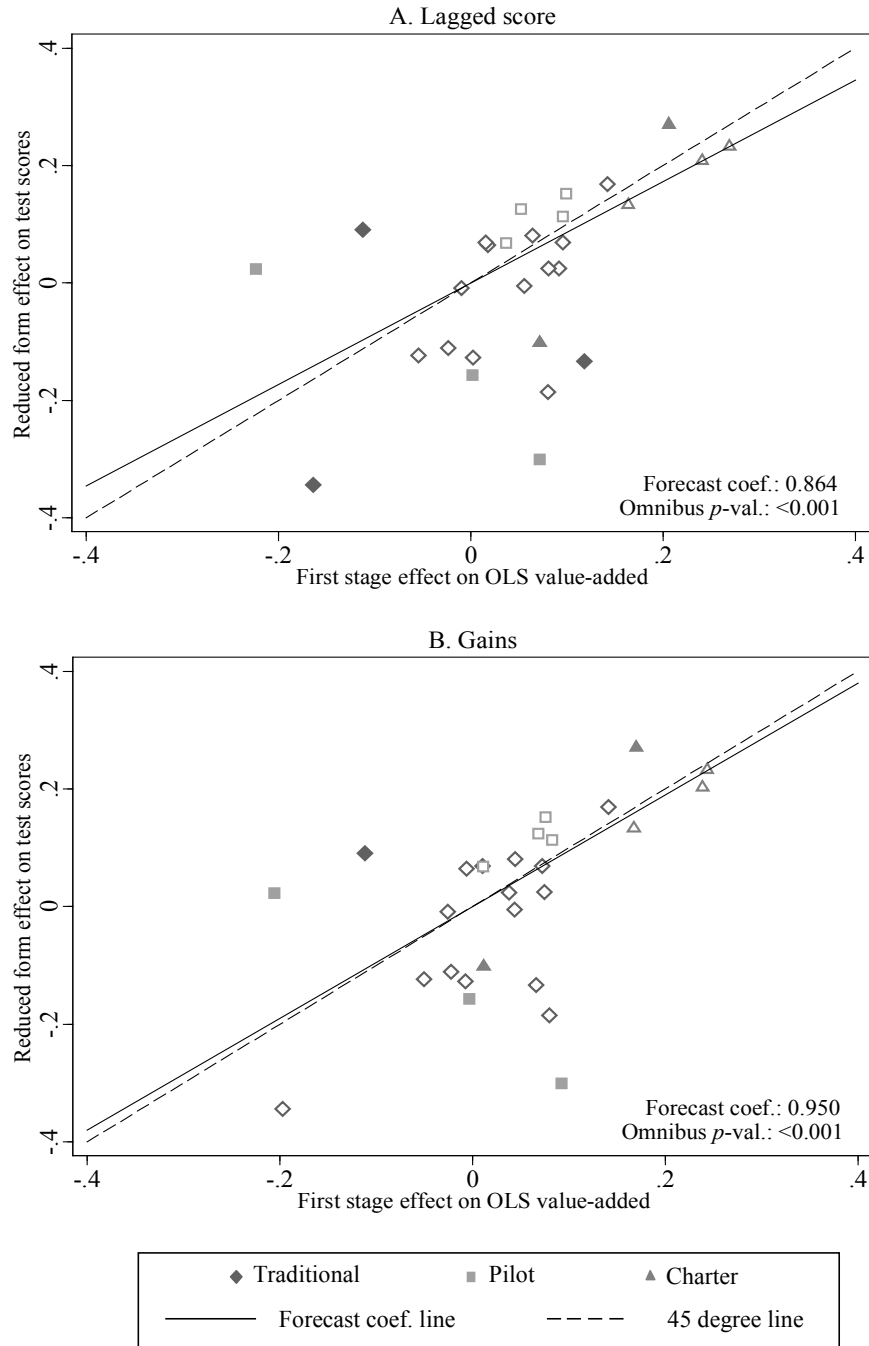 A. Lagged score
Reduced form effect on test scores
.4
.2
0
-.2
-.4
Forecast coef.: 0.864
Omnibus p-val.: <0.001
-.4 -.2 0 .2 .4
First stage effect on OLS value-added
B. Gains
Reduced form effect on test scores
.4
.2
0
-.2
-.4
Forecast coef.: 0.950
Omnibus p-val.: <0.001
-.4 -.2 0 .2 .4
First stage effect on OLS value-added
Traditional Pilot Charter
Forecast coef. line 45 degree line